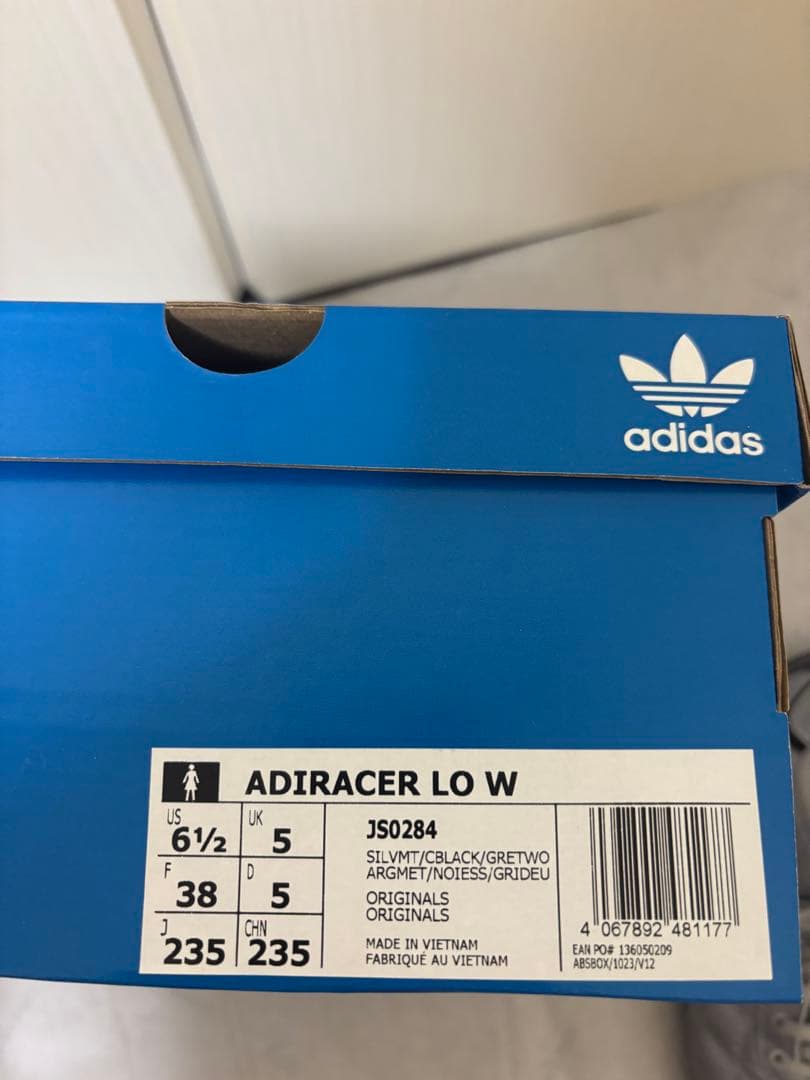 adidas
ADIRACER LO W
US 6½ UK 5
F 38 D 5
J 235 CHN 235
JS0284
SILVMT/CBLACK/GRETWO
ARGMET/NOIESS/GRIDEU
ORIGINALS
ORIGINALS
MADE IN VIETNAM
FABRIQUÉ AU VIETNAM
4 067892 481177
EAN PO# 136050209
ABSBOX/1023/V12